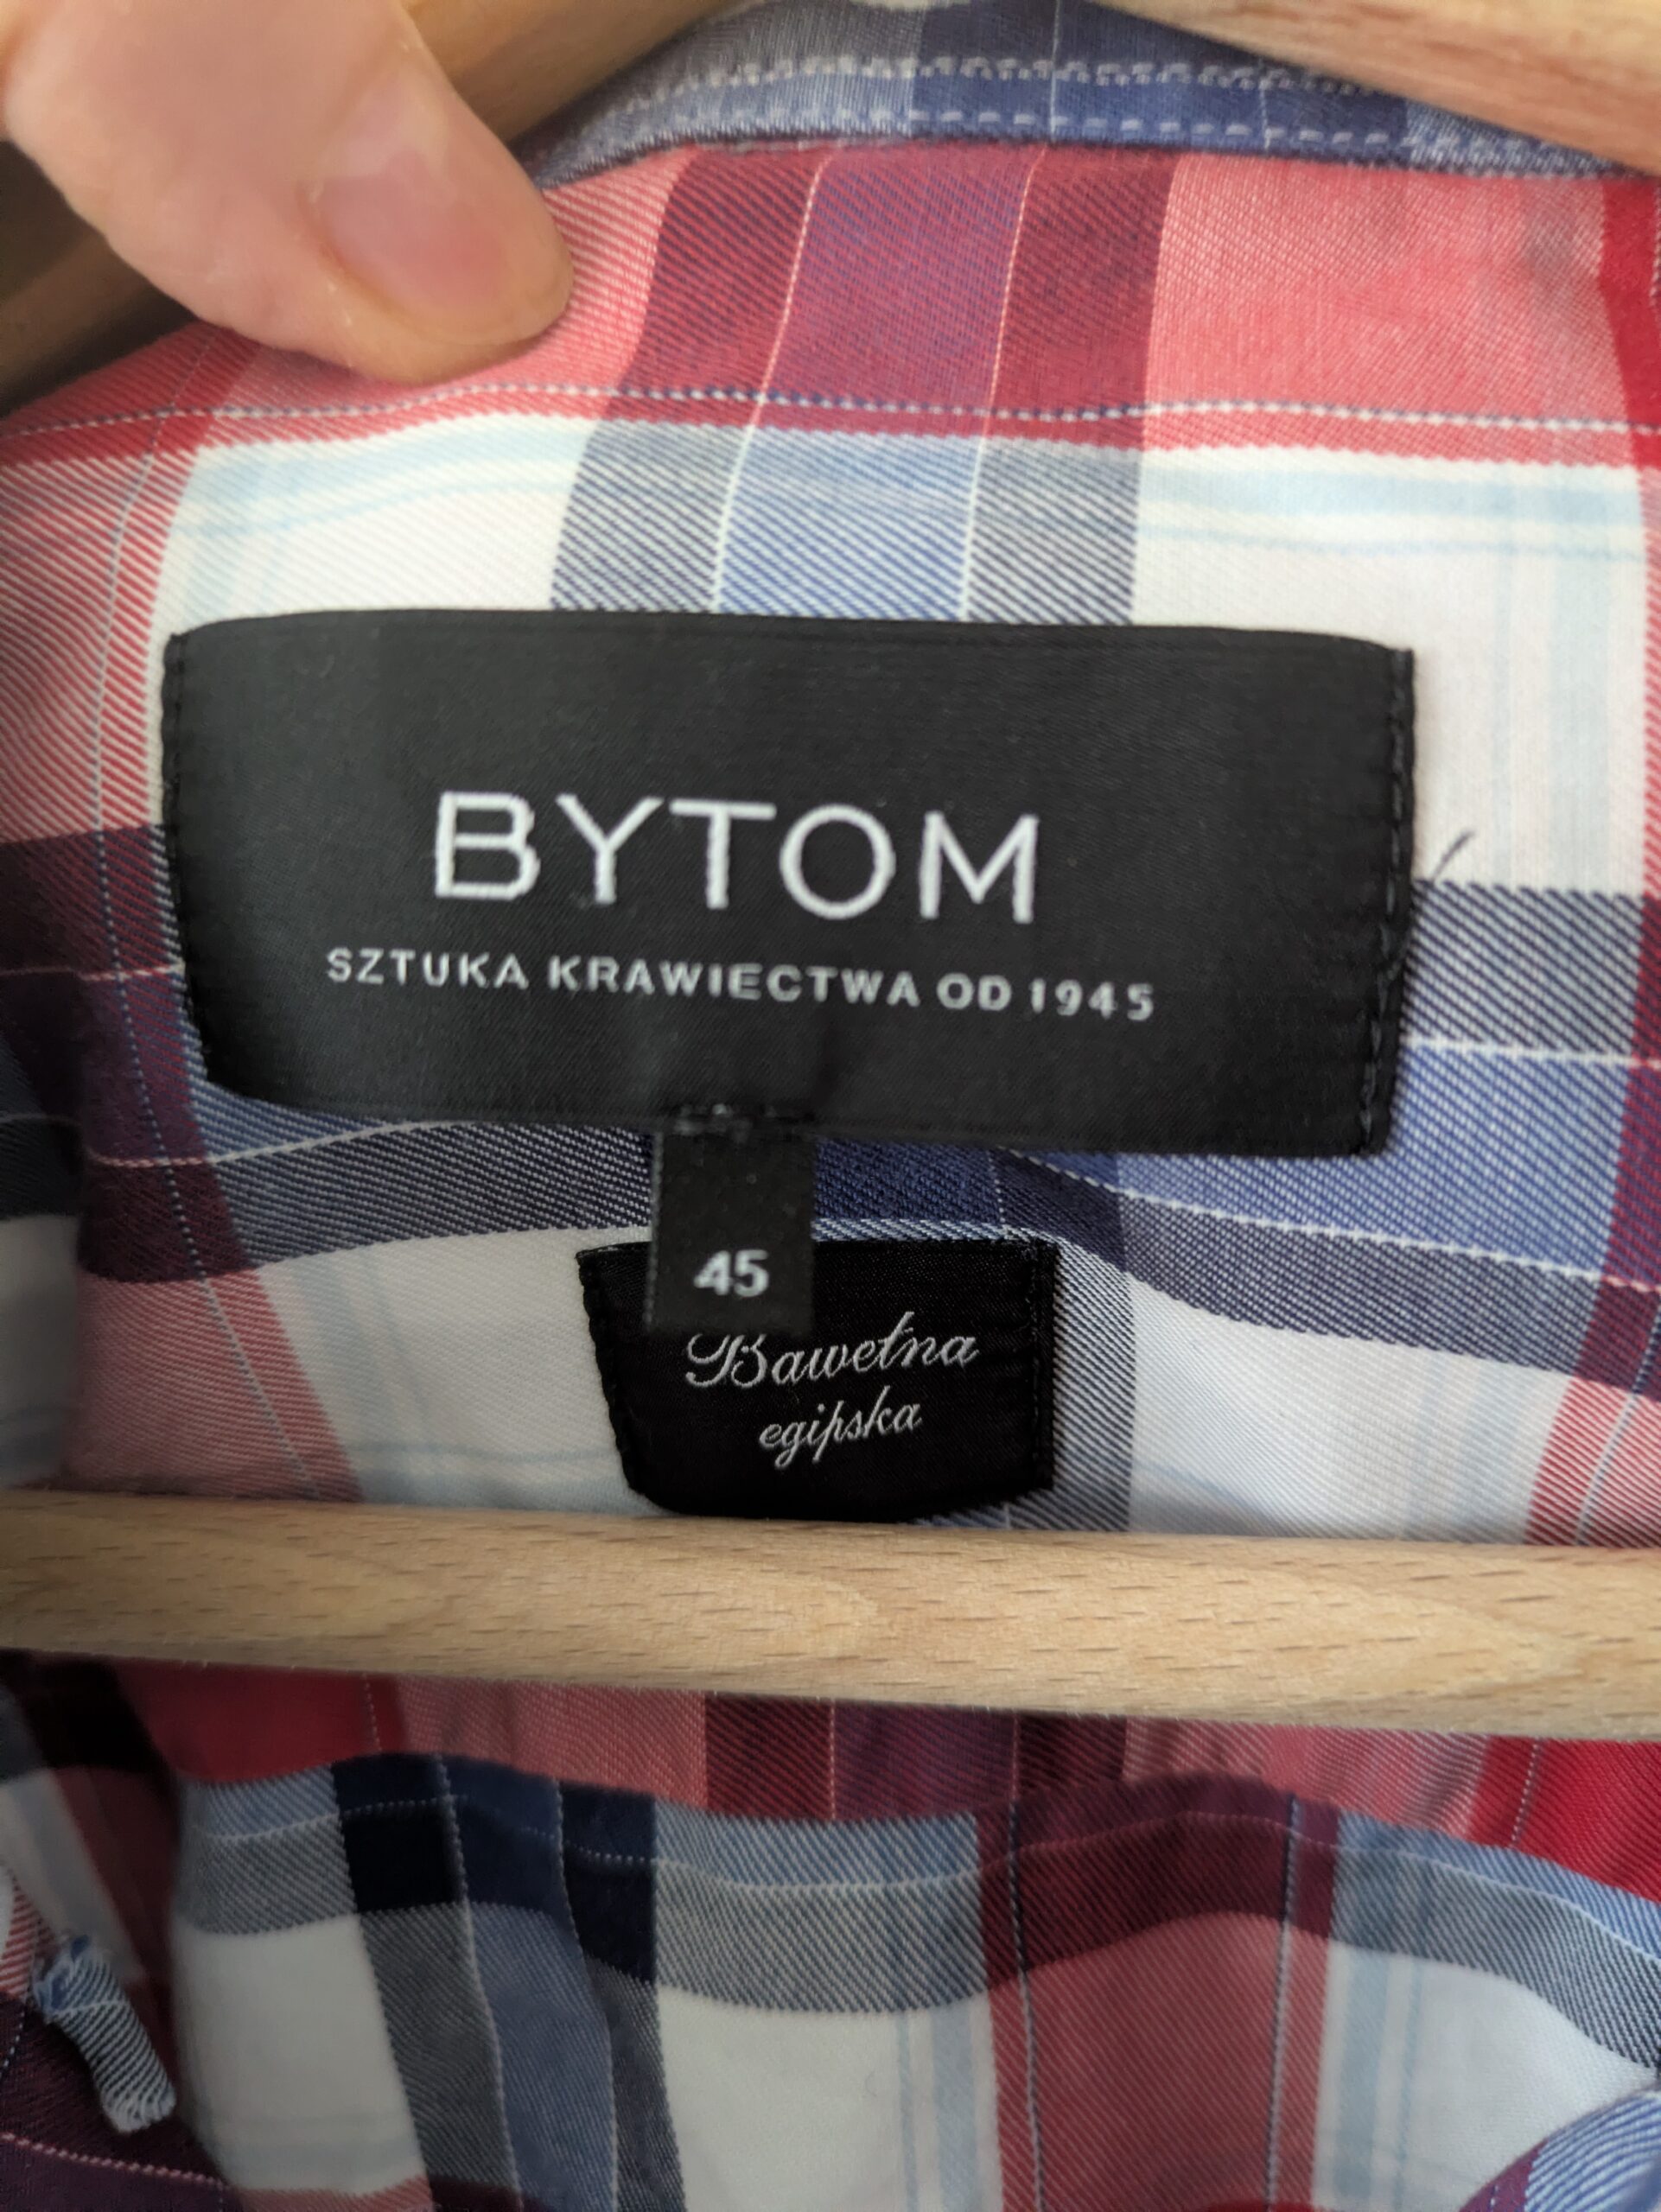 BYTOM
SZTUKA KRAWIECTWA OD 1945
45
Bawełna
egipska